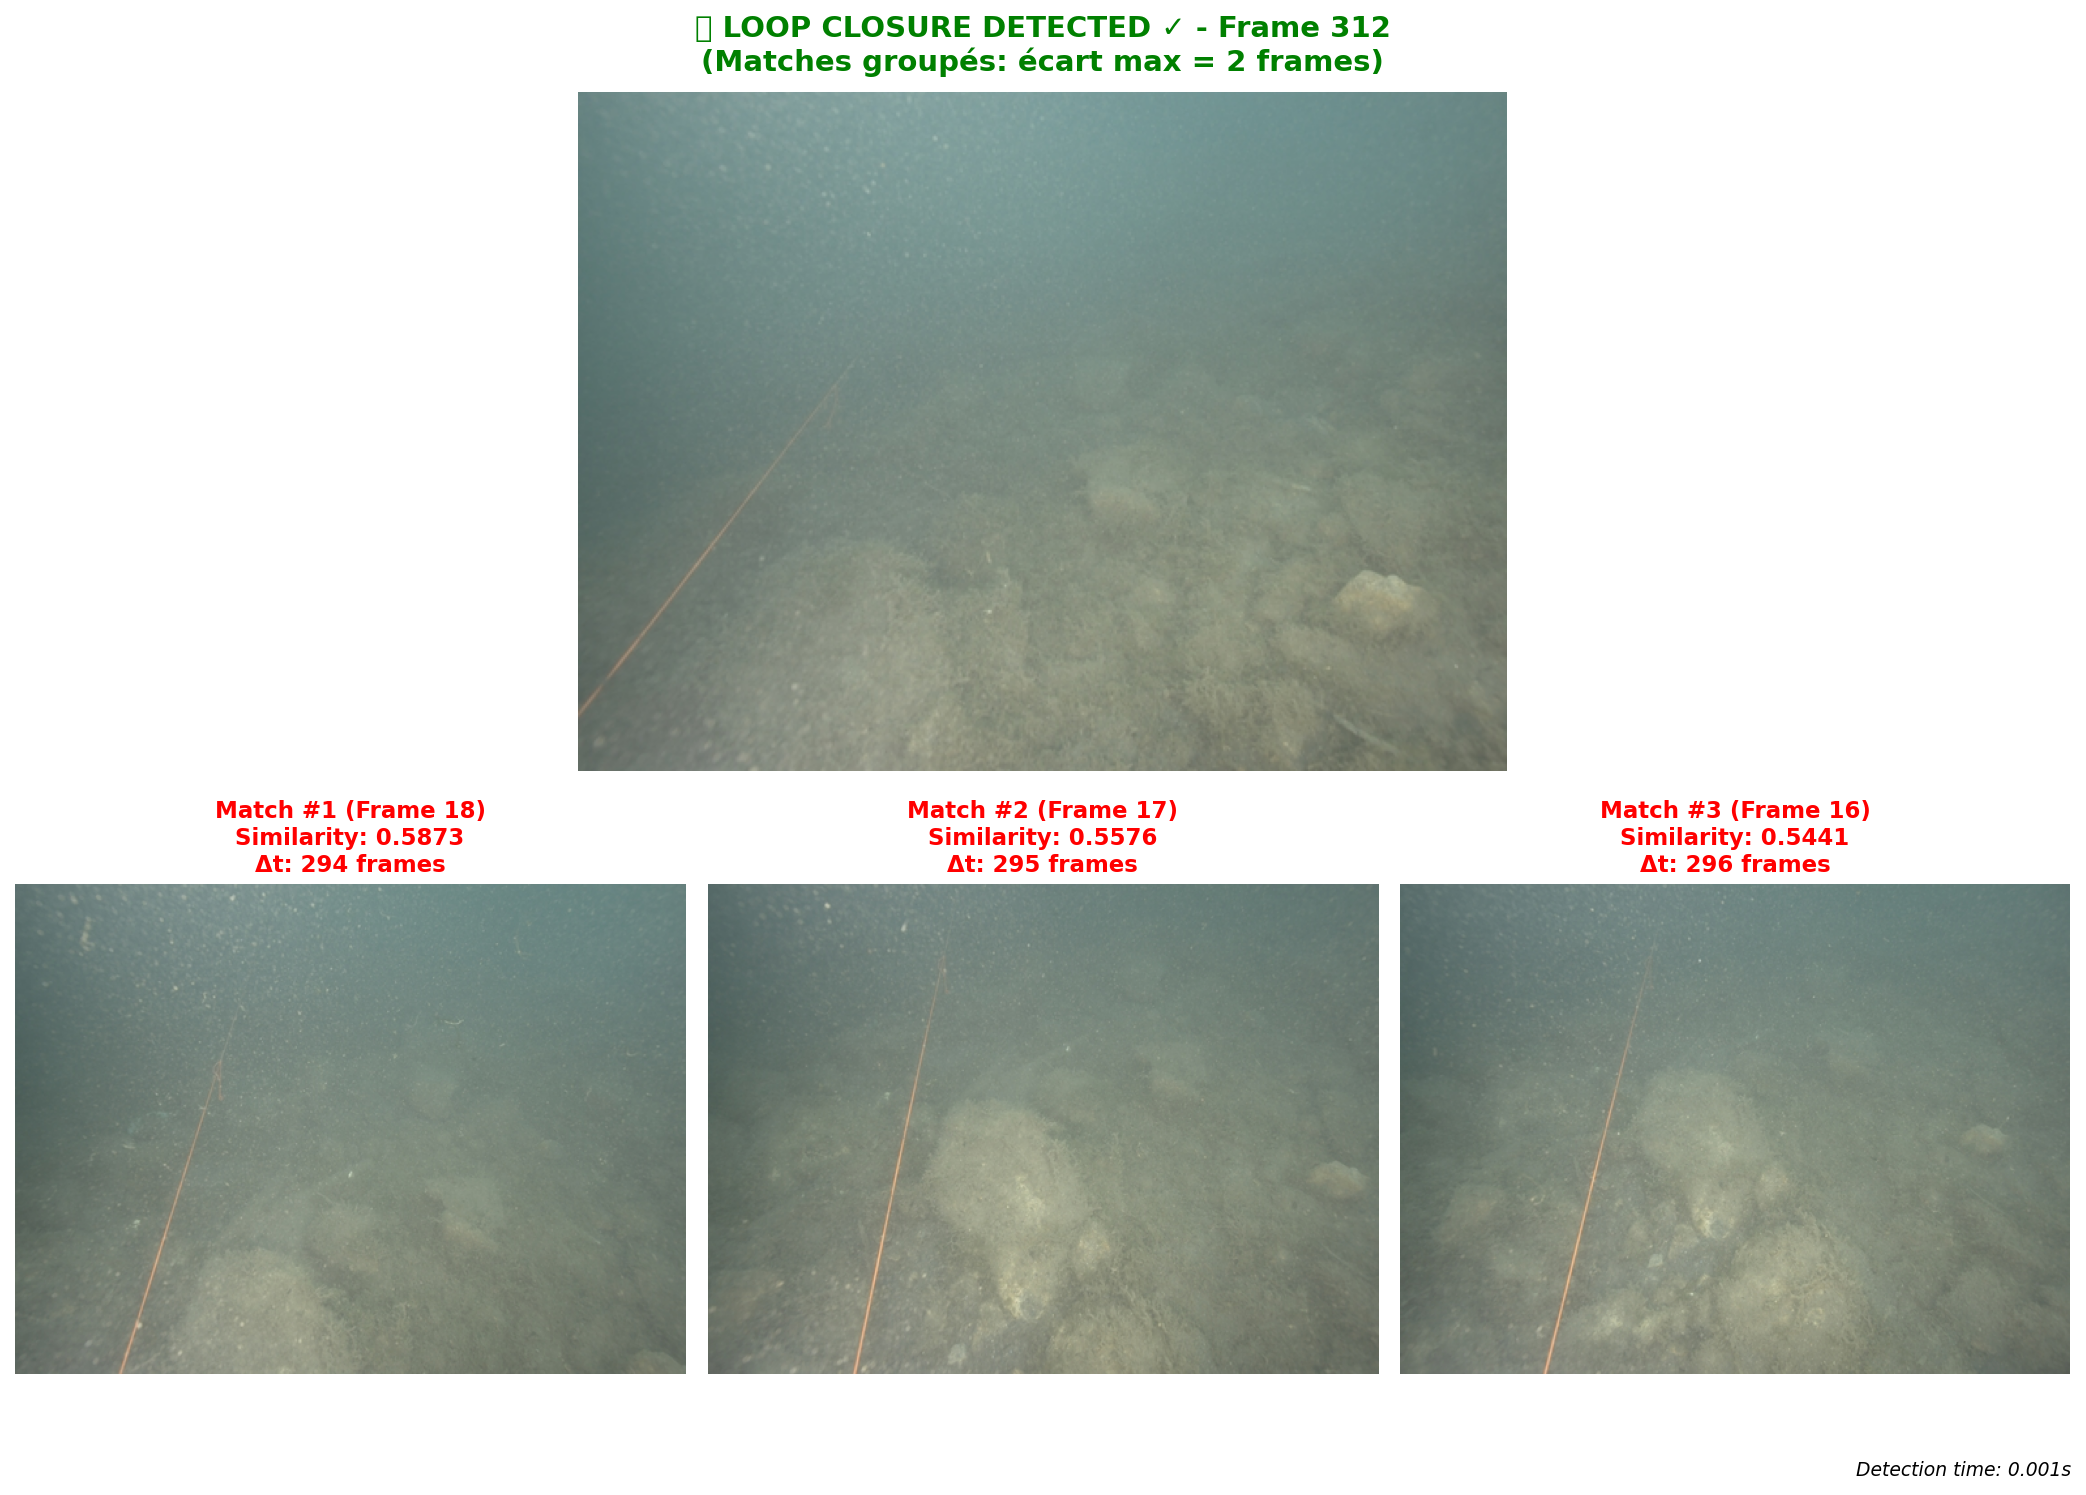 LOOP CLOSURE DETECTED ✓ - Frame 312
(Matches groupés: écart max = 2 frames)
Match #1 (Frame 18)
Similarity: 0.5873
Δt: 294 frames
Match #2 (Frame 17)
Similarity: 0.5576
Δt: 295 frames
Match #3 (Frame 16)
Similarity: 0.5441
Δt: 296 frames
Detection time: 0.001s